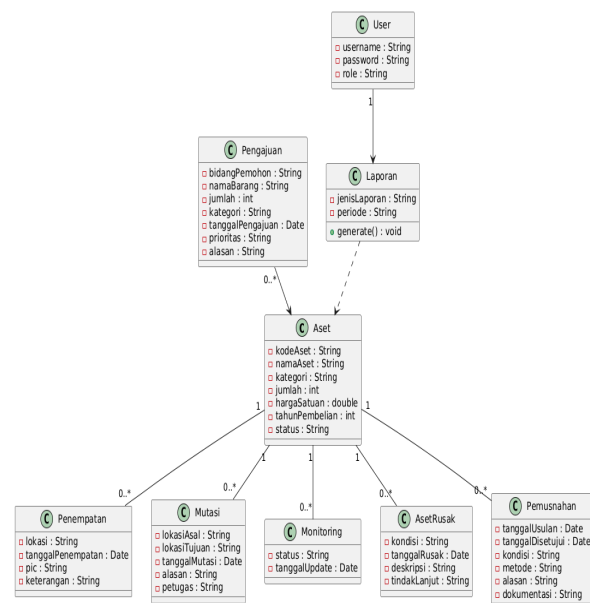 C User
username : String
password : String
role : String
1
C Pengajuan
bidangPemohon : String
namaBarang : String
jumlah : int
kategori : String
tanggalPengajuan : Date
prioritas : String
alasan : String
C Laporan
jenisLaporan : String
periode : String
generate() : void
0..*
C Aset
kodeAset : String
namaAset : String
kategori : String
jumlah : int
hargaSatuan : double
tahunPembelian : int
status : String
1
1
1
1
1
0..*
0..*
0..*
0..*
0..*
C Penempatan
lokasi : String
tanggalPenempatan : Date
pic : String
keterangan : String
C Mutasi
lokasiAsal : String
lokasiTujuan : String
tanggalMutasi : Date
alasan : String
petugas : String
C Monitoring
status : String
tanggalUpdate : Date
C AsetRusak
kondisi : String
tanggalRusak : Date
deskripsi : String
tindakLanjut : String
C Pemusnahan
tanggalUsulan : Date
tanggalDisetujui : Date
kondisi : String
metode : String
alasan : String
dokumentasi : String